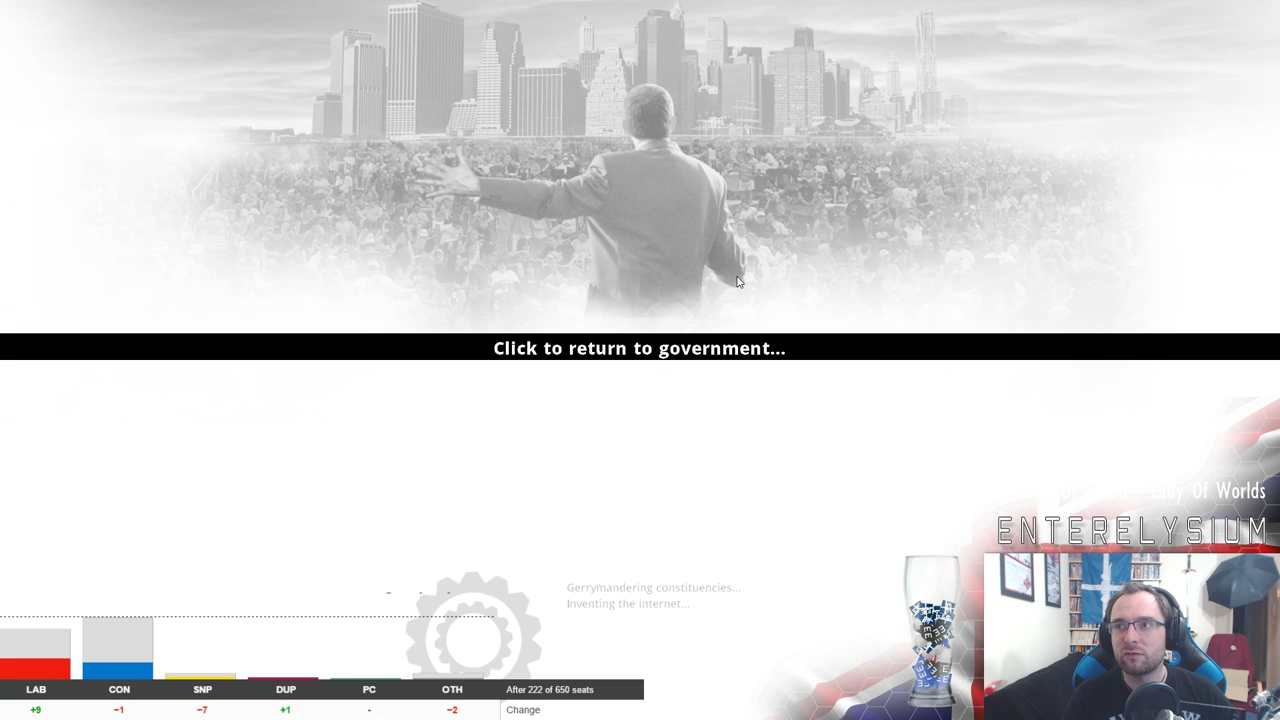 Click to return to government...
Lady Of Worlds
ENTERELYSIUM
Gerrymandering constituencies...
Inventing the internet...
LAB CON SNP DUP PC OTH After 222 of 650 seats
+9 −1 −7 +1 - −2 Change